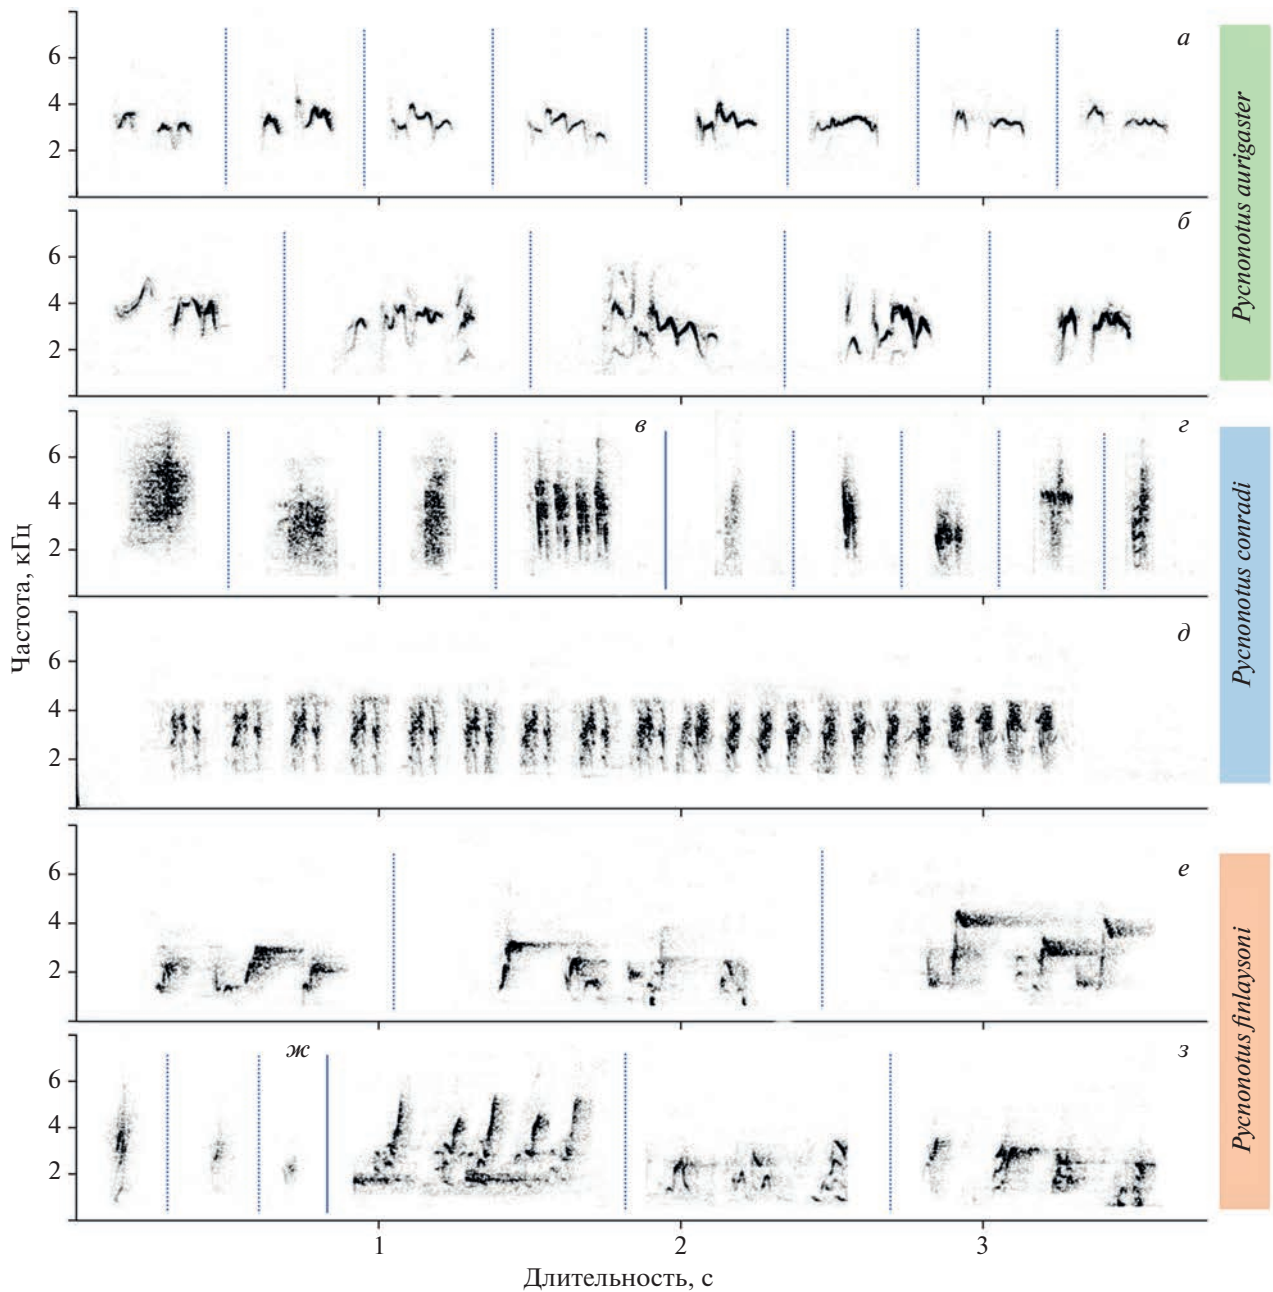 6
4
2
а
6
4
2
б
Pycnonotus aurigaster
6
4
2
в
г
6
4
2
д
Pycnonotus conradi
6
4
2
е
6
4
2
ж
з
Pycnonotus finlaysoni
1
2
3
Частота, кГц
Длительность, с